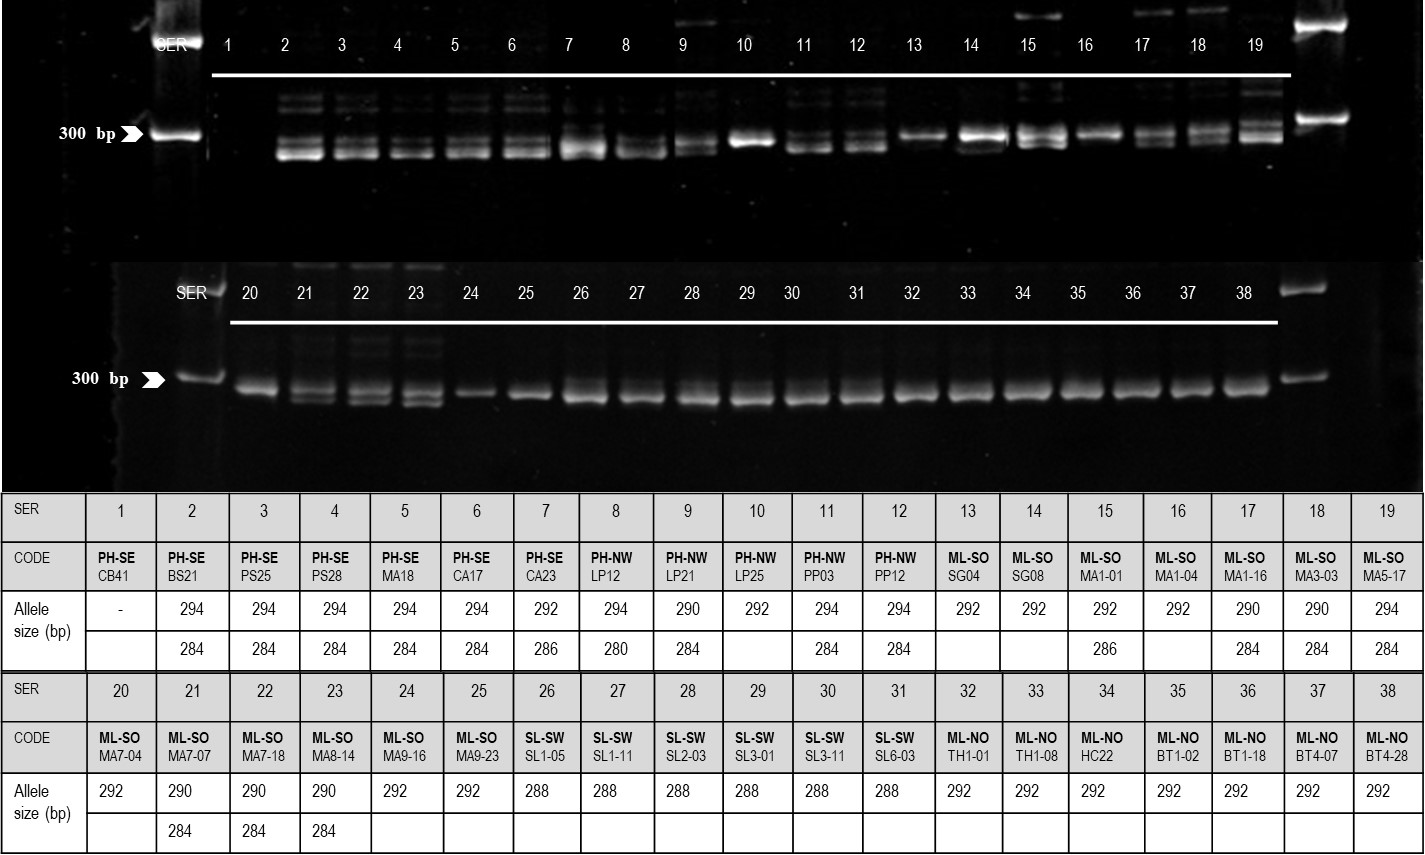 SER 1 2 3 4 5 6 7 8 9 10 11 12 13 14 15 16 17 18 19
300 bp
SER 20 21 22 23 24 25 26 27 28 29 30 31 32 33 34 35 36 37 38
300 bp
SER 1 2 3 4 5 6 7 8 9 10 11 12 13 14 15 16 17 18 19
CODE PH-SE PH-SE PH-SE PH-SE PH-SE PH-SE PH-SE PH-NW PH-NW PH-NW PH-NW PH-NW ML-SO ML-SO ML-SO ML-SO ML-SO ML-SO ML-SO
CB41 BS21 PS25 PS28 MA18 CA17 CA23 LP12 LP21 LP25 PP03 PP12 SG04 SG08 MA1-01 MA1-04 MA1-16 MA3-03 MA5-17
Allele - 294 294 294 294 294 292 294 290 292 294 294 292 292 292 292 290 290 294
size (bp)
284 284 284 284 284 286 280 284 284 284 286 284 284 284
SER 20 21 22 23 24 25 26 27 28 29 30 31 32 33 34 35 36 37 38
CODE ML-SO ML-SO ML-SO ML-SO ML-SO ML-SO SL-SW SL-SW SL-SW SL-SW SL-SW SL-SW ML-NO ML-NO ML-NO ML-NO ML-NO ML-NO ML-NO
MA7-04 MA7-07 MA7-18 MA8-14 MA9-16 MA9-23 SL1-05 SL1-11 SL2-03 SL3-01 SL3-11 SL6-03 TH1-01 TH1-08 HC22 BT1-02 BT1-18 BT4-07 BT4-28
Allele 292 290 290 290 292 292 288 288 288 288 288 288 292 292 292 292 292 292 292
size (bp)
284 284 284